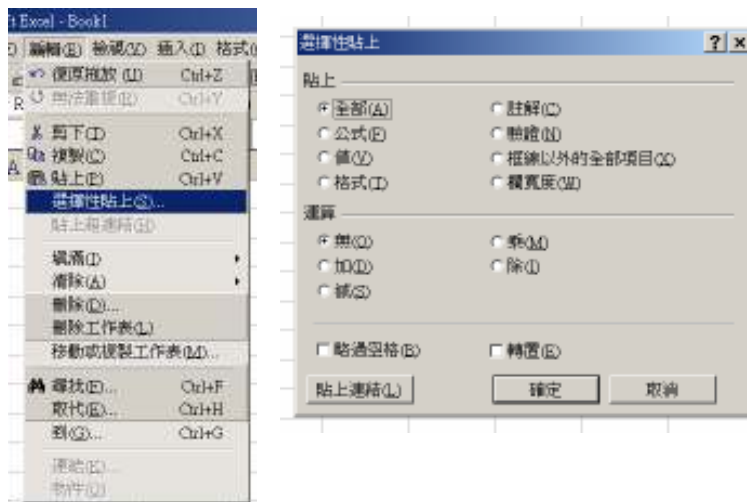 ft Excel - Book1
編輯(E) 檢視(V) 插入(I) 格式(
復原拖放(U) Ctrl+Z
無法重複(R) Ctrl+Y
剪下(T) Ctrl+X
複製(C) Ctrl+C
貼上(P) Ctrl+V
選擇性貼上(S)...
貼上超連結(H)
填滿(I)
清除(A)
刪除(D)...
刪除工作表(L)
移動或複製工作表(M)...
尋找(F)... Ctrl+F
取代(E)... Ctrl+H
到(G)... Ctrl+G
連結(K)...
物件(O)
選擇性貼上
貼上
全部(A) 註解(C)
公式(F) 驗證(N)
值(V) 框線以外的全部項目(X)
格式(T) 欄寬度(W)
運算
無(O) 乘(M)
加(D) 除(I)
減(S)
略過空格(B) 轉置(E)
貼上連結(L) 確定 取消